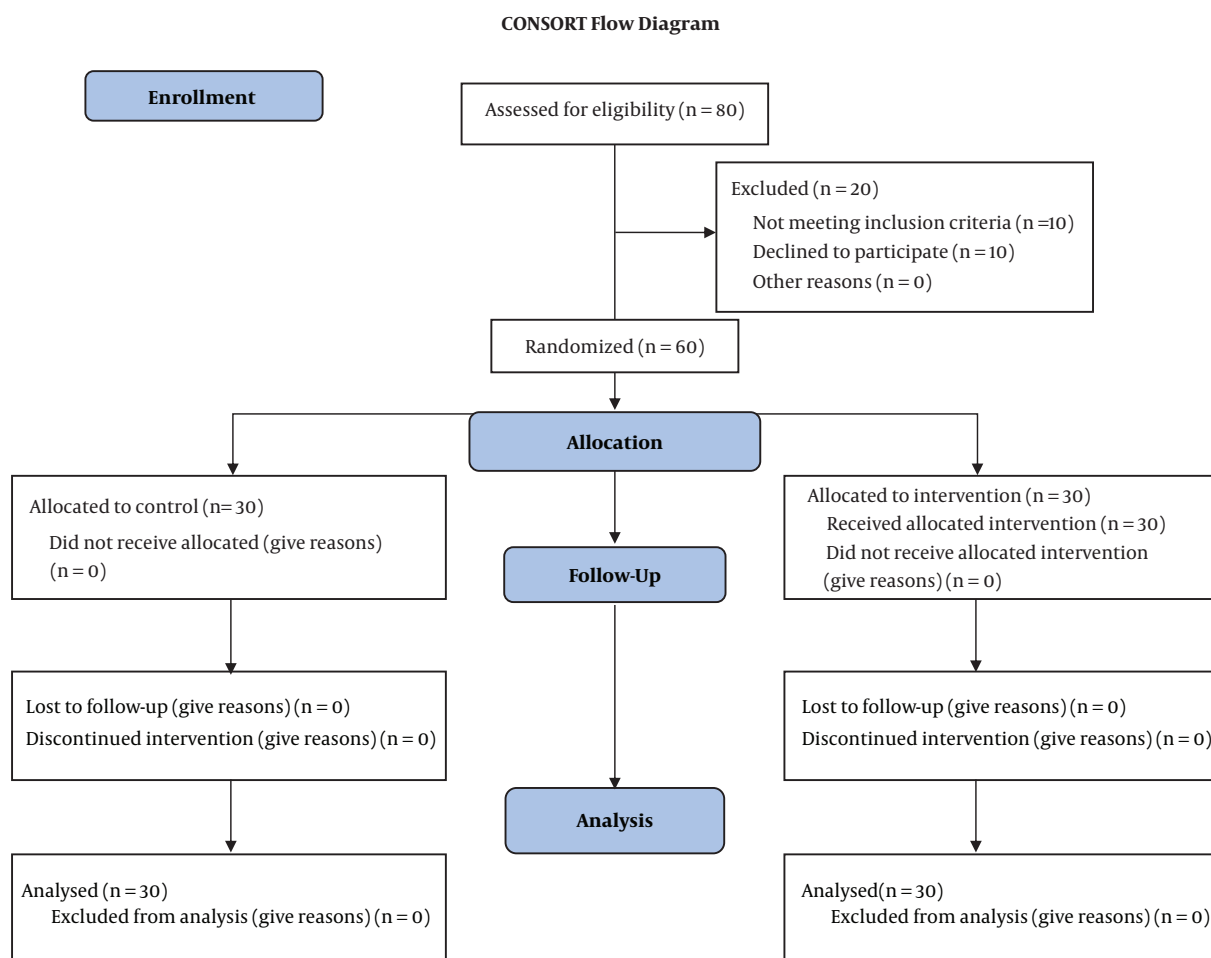 CONSORT Flow Diagram
Enrollment
Assessed for eligibility (n = 80)
Excluded (n = 20)
Not meeting inclusion criteria (n =10)
Declined to participate (n = 10)
Other reasons (n = 0)
Randomized (n = 60)
Allocation
Allocated to control (n= 30)
Did not receive allocated (give reasons)
(n = 0)
Allocated to intervention (n = 30)
Received allocated intervention (n = 30)
Did not receive allocated intervention
(give reasons) (n = 0)
Follow-Up
Lost to follow-up (give reasons) (n = 0)
Discontinued intervention (give reasons) (n = 0)
Lost to follow-up (give reasons) (n = 0)
Discontinued intervention (give reasons) (n = 0)
Analysis
Analysed (n = 30)
Excluded from analysis (give reasons) (n = 0)
Analysed(n = 30)
Excluded from analysis (give reasons) (n = 0)